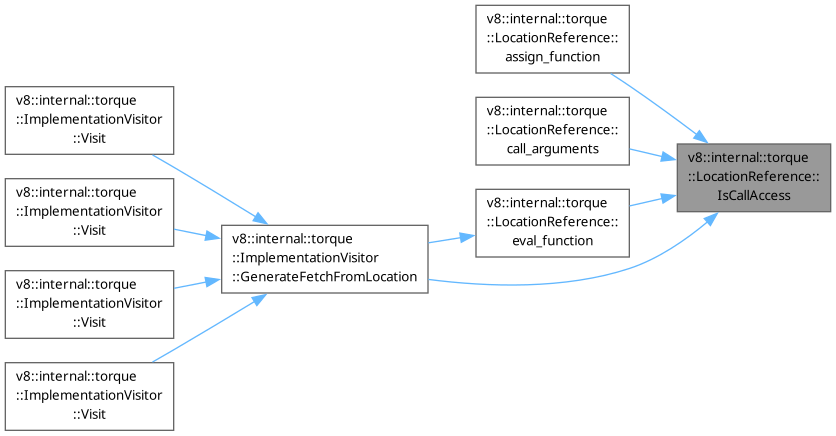 v8::internal::torque
::LocationReference::
assign_function
v8::internal::torque
::ImplementationVisitor
::Visit
v8::internal::torque
::LocationReference::
call_arguments
v8::internal::torque
::LocationReference::
IsCallAccess
v8::internal::torque
::ImplementationVisitor
::Visit
v8::internal::torque
::LocationReference::
eval_function
v8::internal::torque
::ImplementationVisitor
::GenerateFetchFromLocation
v8::internal::torque
::ImplementationVisitor
::Visit
v8::internal::torque
::ImplementationVisitor
::Visit